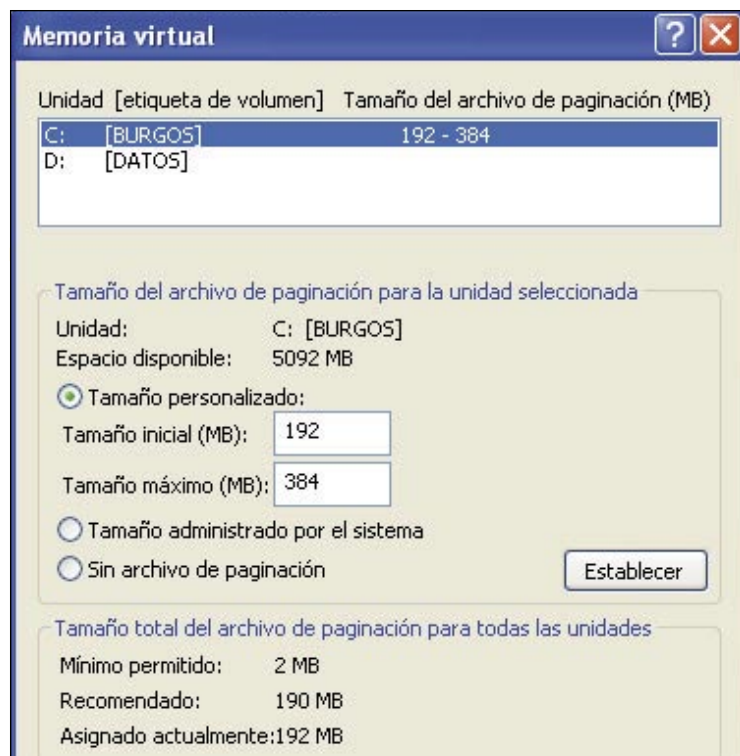 Memoria virtual
Unidad [etiqueta de volumen] Tamaño del archivo de paginación (MB)
C: [BURGOS] 192 - 384
D: [DATOS]
Tamaño del archivo de paginación para la unidad seleccionada
Unidad: C: [BURGOS]
Espacio disponible: 5092 MB
Tamaño personalizado:
Tamaño inicial (MB): 192
Tamaño máximo (MB): 384
Tamaño administrado por el sistema
Sin archivo de paginación
Establecer
Tamaño total del archivo de paginación para todas las unidades
Mínimo permitido: 2 MB
Recomendado: 190 MB
Asignado actualmente:192 MB